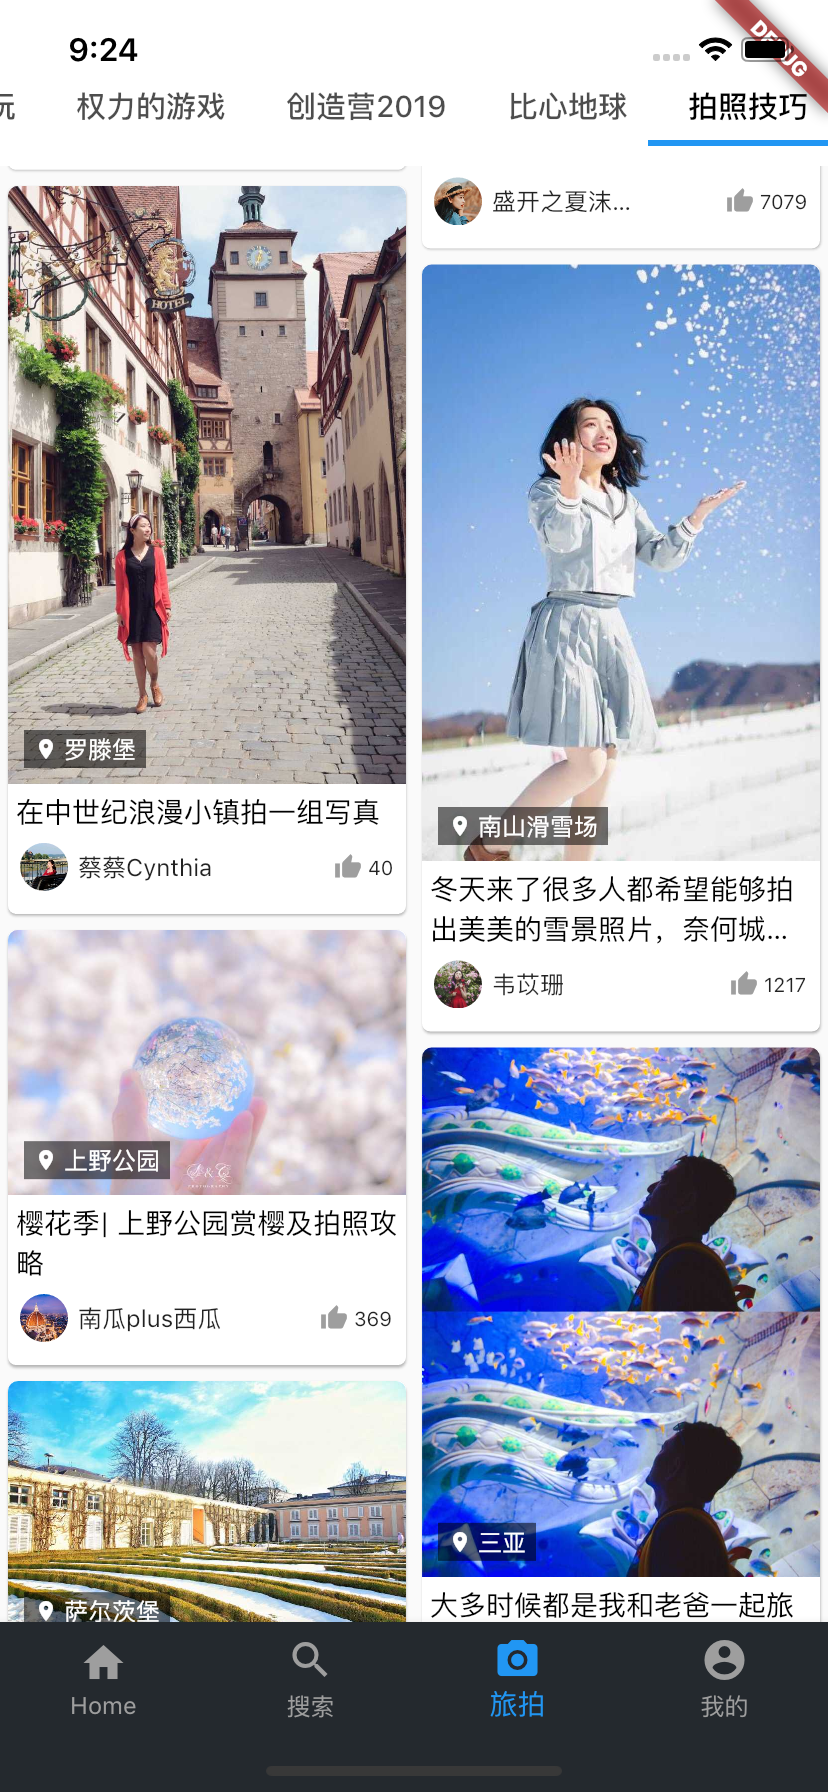 9:24
DEBUG
玩 权力的游戏 创造营2019 比心地球 拍照技巧
盛开之夏沫... 7079
HOTEL
罗滕堡
在中世纪浪漫小镇拍一组写真
蔡蔡Cynthia 40
南山滑雪场
冬天来了很多人都希望能够拍
出美美的雪景照片，奈何城...
韦苡珊 1217
上野公园
樱花季| 上野公园赏樱及拍照攻
略
南瓜plus西瓜 369
三亚
大多时候都是我和老爸一起旅
萨尔茨堡
Home 搜索 旅拍 我的